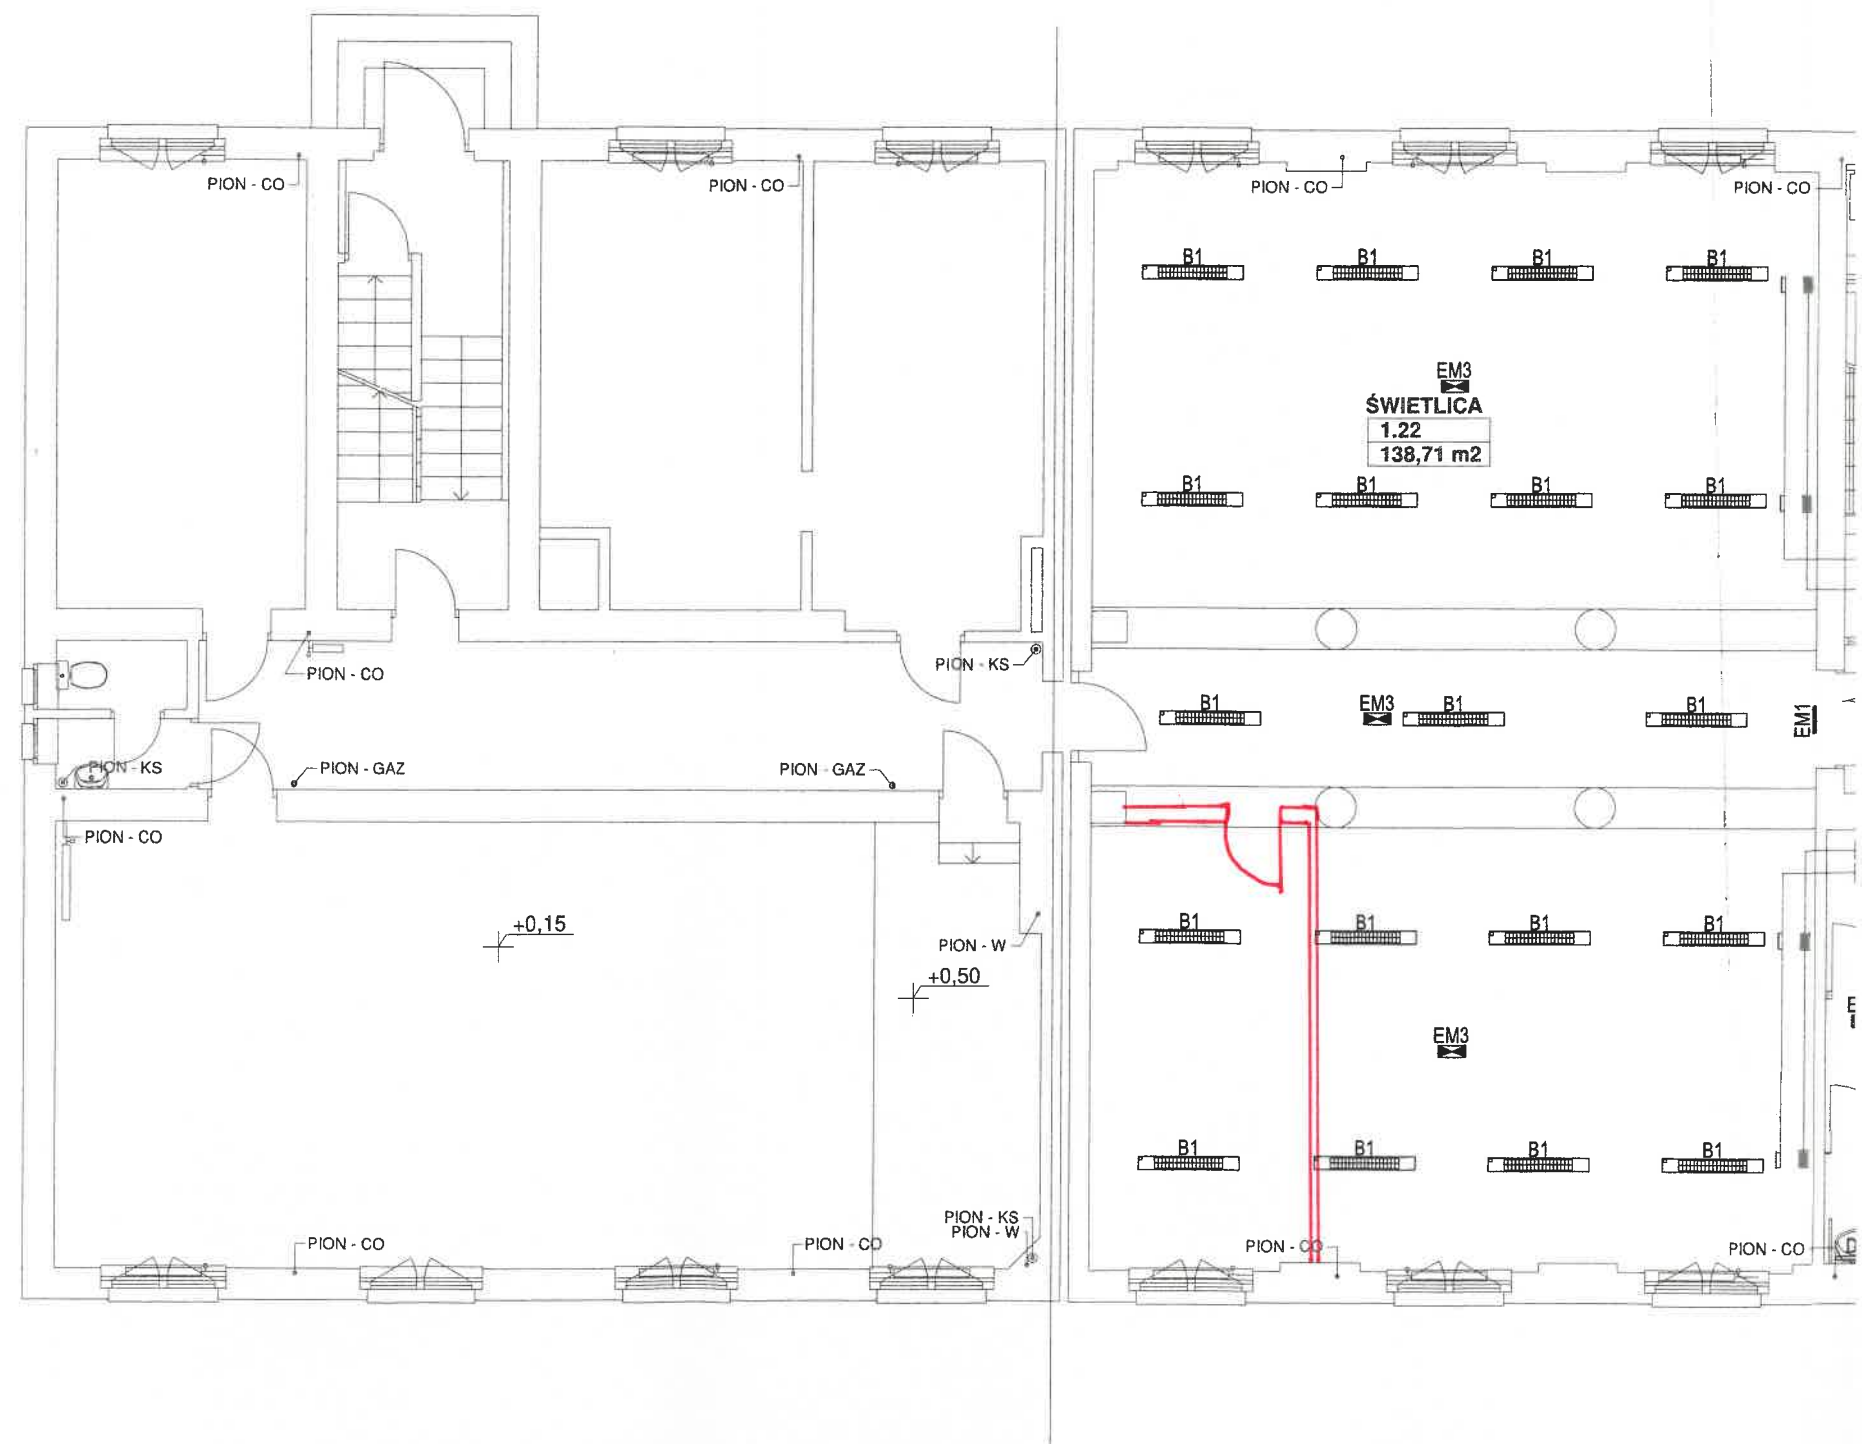 PION - CO
PION - CO
PION - CO
PION - CO
B1
B1
B1
B1
EM3
ŚWIETLICA
1.22
138,71 m2
B1
B1
B1
B1
PION - CO
PION - KS
B1
EM3
B1
B1
EM1
PION - KS
PION - GAZ
PION - GAZ
PION - CO
+0,15
PION - W
+0,50
B1
B1
B1
B1
EM3
B1
B1
B1
B1
PION - KS
PION - W
PION - CO
PION - CO
PION - CO
PION - CO